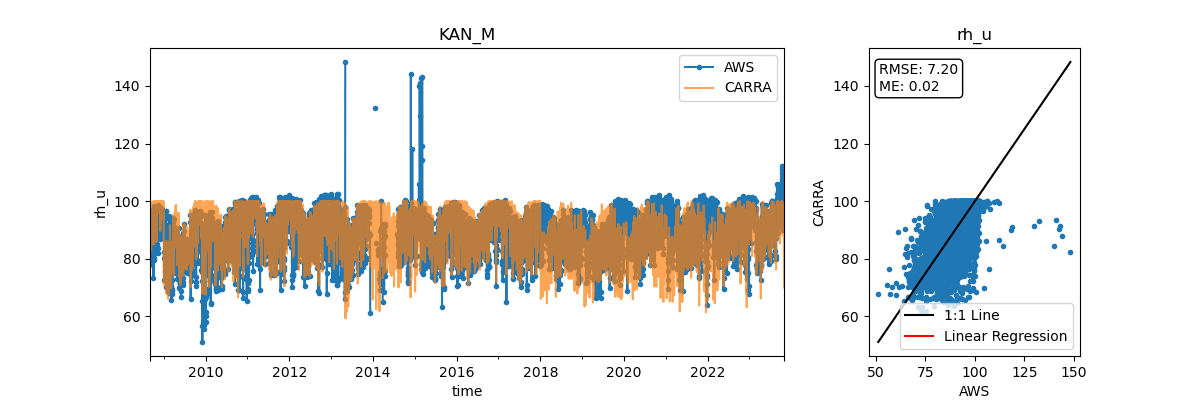 KAN_M
rh_u
140
120
100
80
60
2010
2012
2014
2016
2018
2020
2022
time
AWS
CARRA
rh_u
CARRA
140
120
100
80
60
50
75
100
125
150
AWS
RMSE: 7.20
ME: 0.02
1:1 Line
Linear Regression